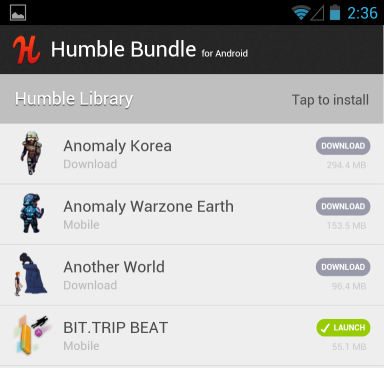 2:36
Humble Bundle for Android
Humble Library Tap to install
Anomaly Korea DOWNLOAD
Download 294.4 MB
Anomaly Warzone Earth DOWNLOAD
Mobile 153.5 MB
Another World DOWNLOAD
Download 96.4 MB
BIT.TRIP BEAT LAUNCH
Mobile 55.1 MB